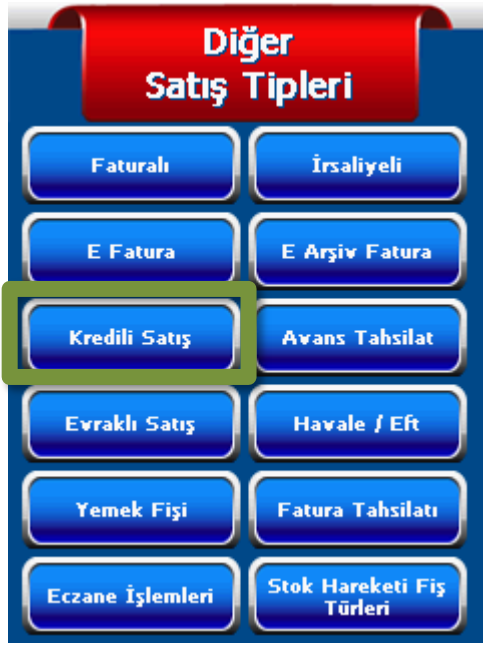 Diğer
Satış Tipleri
Faturalı
İrsaliyeli
E Fatura
E Arşiv Fatura
Kredili Satış
Avans Tahsilat
Evraklı Satış
Havale / Eft
Yemek Fişi
Fatura Tahsilatı
Eczane İşlemleri
Stok Hareketi Fiş
Türleri